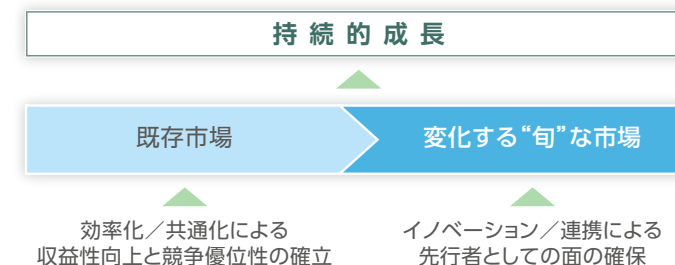 持続的成長
既存市場
変化する“旬”な市場
効率化／共通化による
収益性向上と競争優位性の確立
イノベーション／連携による
先行者としての面の確保